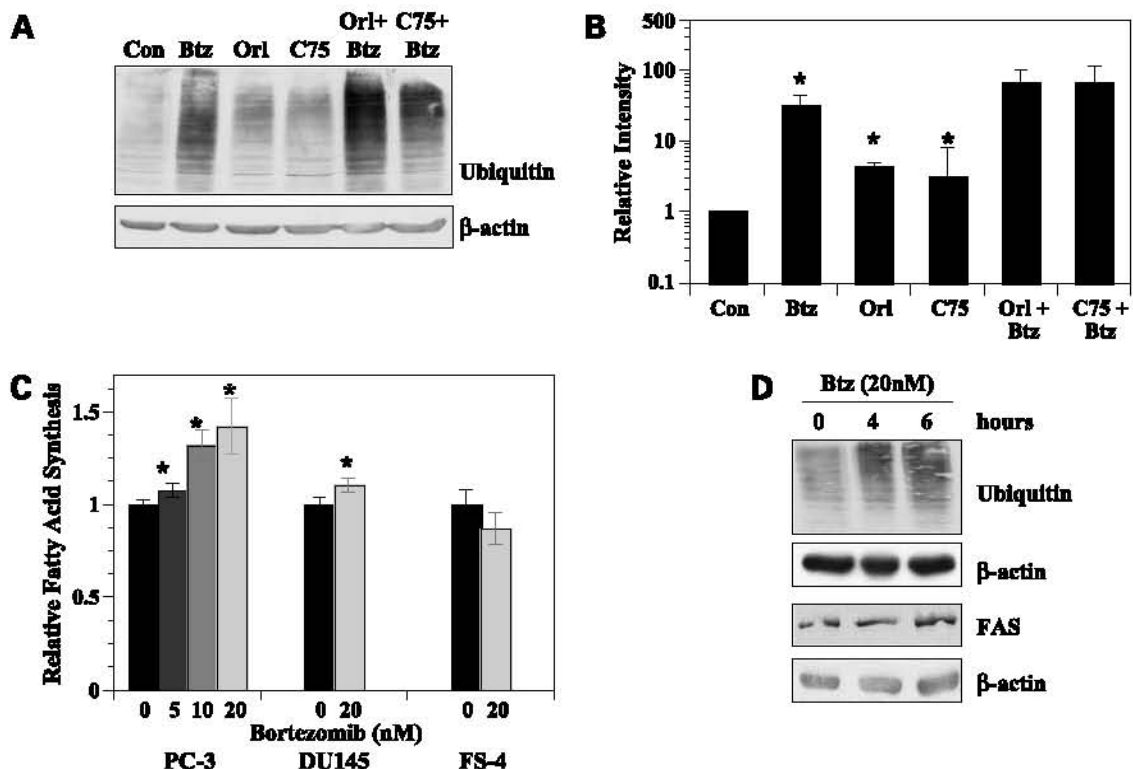 A
Orl+ C75+
Con Btz Orl C75 Btz Btz
Ubiquitin
β-actin
B
Relative Intensity
500
100
10
1
0.1
*
*
*
Con Btz Orl C75 Orl + C75 +
Btz Btz
C
Relative Fatty Acid Synthesis
1.5
1
0.5
0
*
*
*
*
0 5 10 20 0 20 0 20
Bortezomib (nM)
PC-3 DU145 FS-4
D
Btz (20nM)
0 4 6 hours
Ubiquitin
β-actin
FAS
β-actin